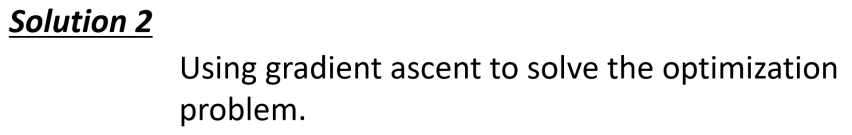 Solution 2
Using gradient ascent to solve the optimization
problem.